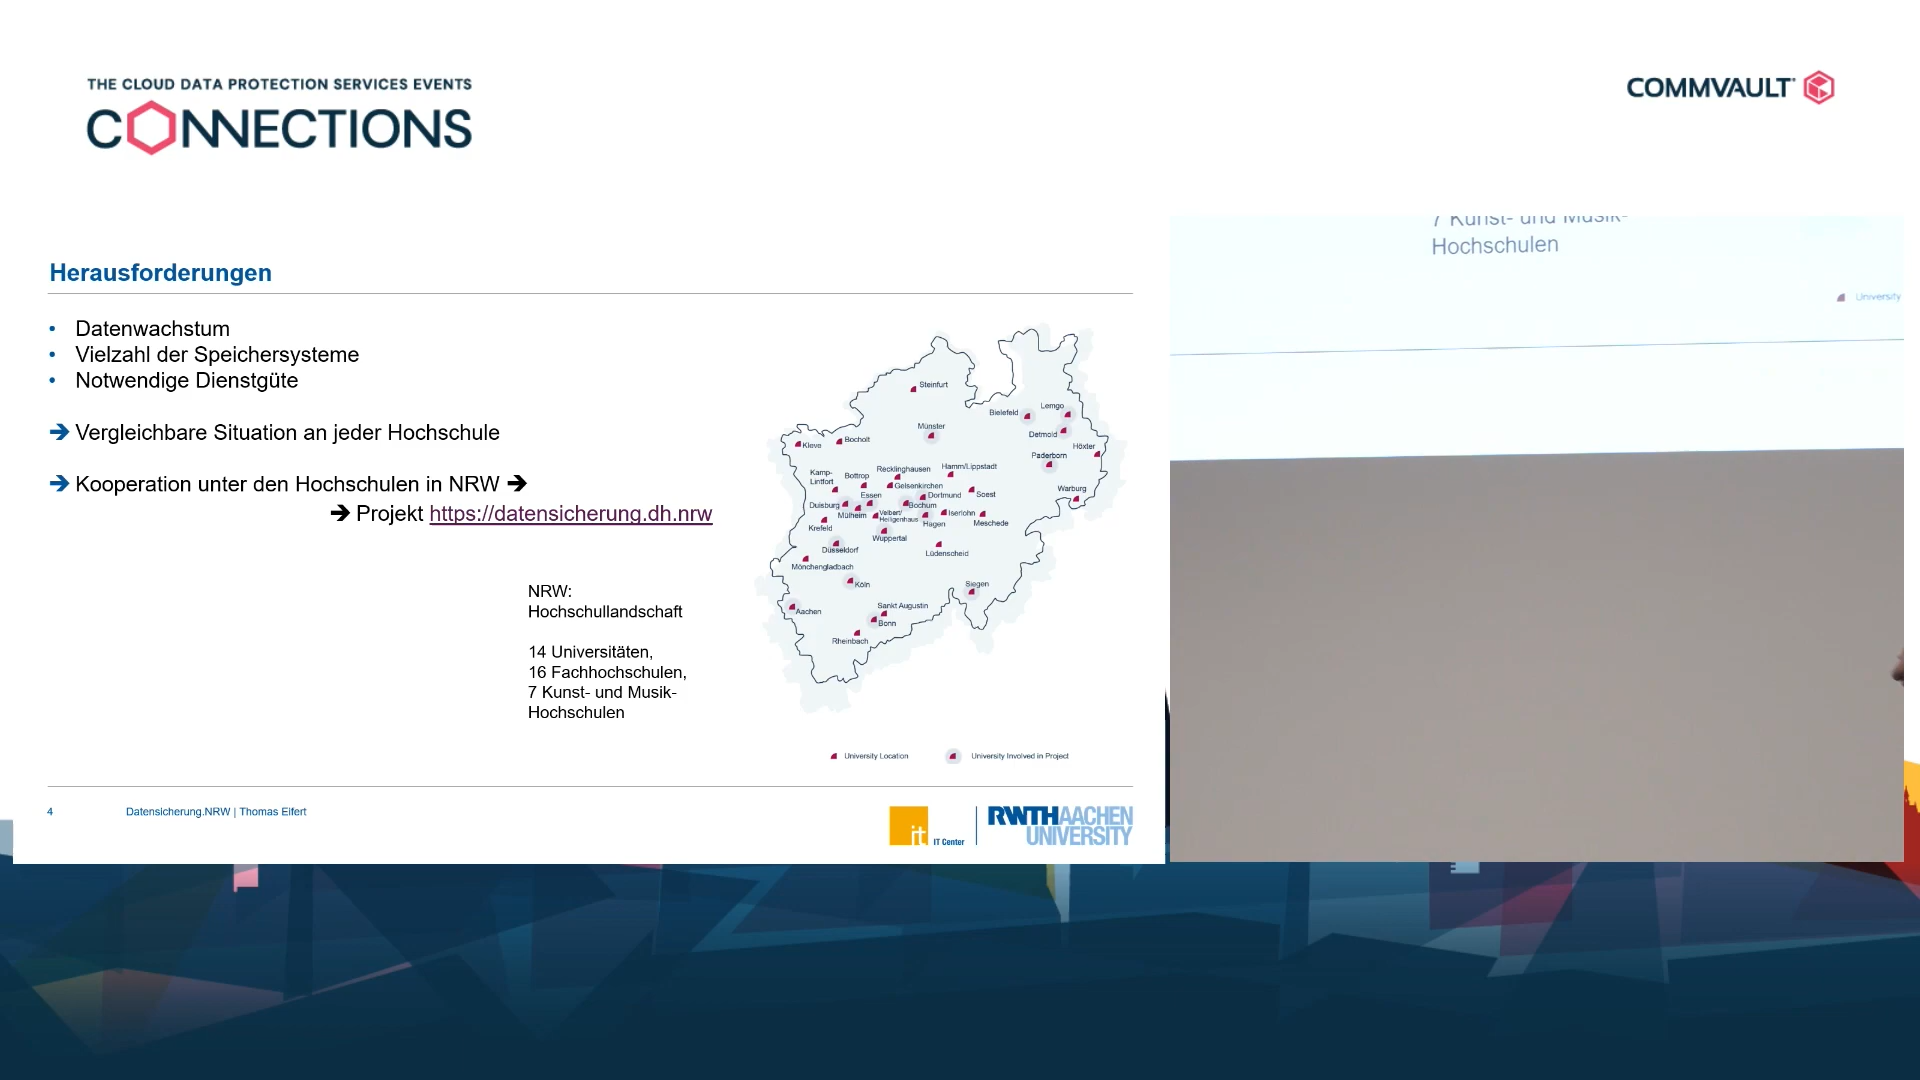 THE CLOUD DATA PROTECTION SERVICES EVENTS
CONNECTIONS
COMMVAULT
Herausforderungen
• Datenwachstum
• Vielzahl der Speichersysteme
• Notwendige Dienstgüte
➔ Vergleichbare Situation an jeder Hochschule
➔ Kooperation unter den Hochschulen in NRW ➔
➔ Projekt https://datensicherung.dh.nrw
NRW:
Hochschullandschaft
14 Universitäten,
16 Fachhochschulen,
7 Kunst- und Musik-
Hochschulen
Steinfurt
Bielefeld
Lemgo
Münster
Detmold
Kleve
Bocholt
Höxter
Paderborn
Kamp-
Lintfort
Bottrop
Recklinghausen
Hamm/Lippstadt
Gelsenkirchen
Warburg
Essen
Dortmund
Soest
Duisburg
Bochum
Mülheim
Velbert/
Heiligenhaus
Iserlohn
Krefeld
Hagen
Meschede
Wuppertal
Düsseldorf
Lüdenscheid
Mönchengladbach
Köln
Siegen
Aachen
Sankt Augustin
Bonn
Rheinbach
University Location
University Involved in Project
4
Datensicherung.NRW | Thomas Eifert
it IT Center
RWTHAACHEN
UNIVERSITY
7 Kunst- und Musik-
Hochschulen
University